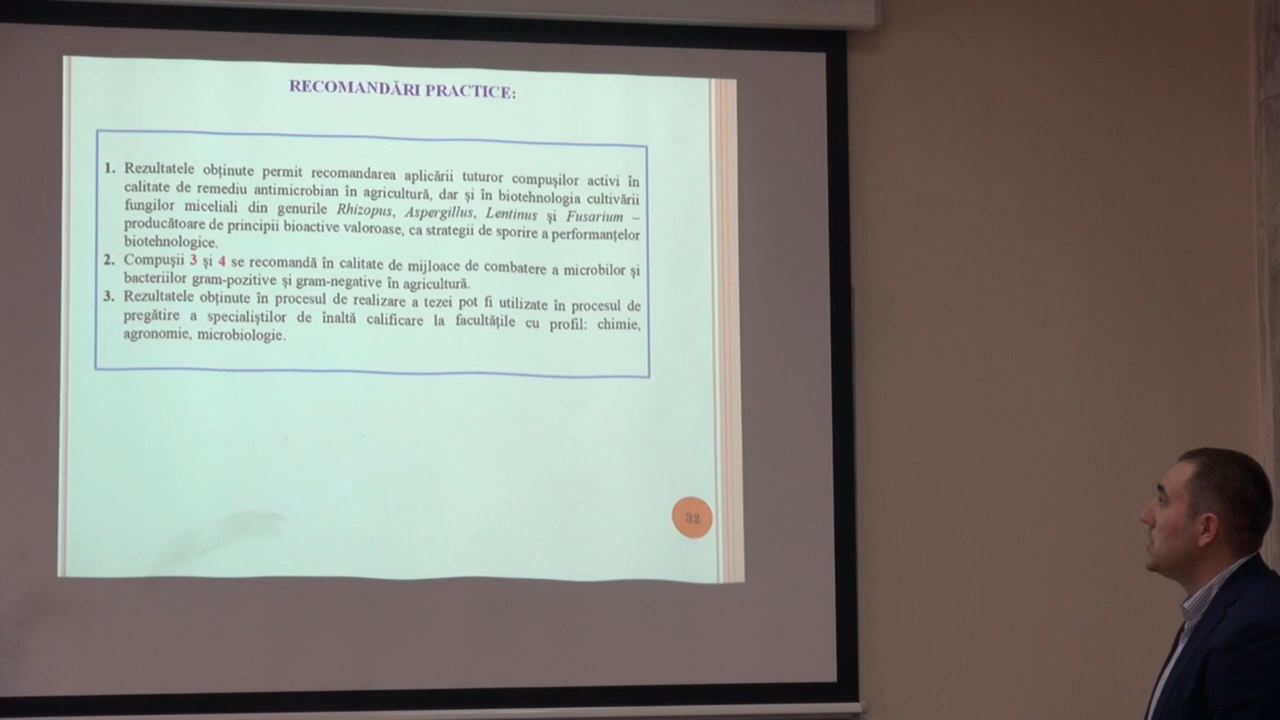 RECOMANDĂRI PRACTICE:
1. Rezultatele obținute permit recomandarea aplicării tuturor compușilor activi în
calitate de remediu antimicrobian în agricultură, dar și în biotehnologia cultivării
fungilor miceliali din genurile Rhizopus, Aspergillus, Lentinus și Fusarium –
producătoare de principii bioactive valoroase, ca strategii de sporire a performanțelor
biotehnologice.
2. Compușii 3 și 4 se recomandă în calitate de mijloace de combatere a microbilor și
bacteriilor gram-pozitive și gram-negative în agricultură.
3. Rezultatele obținute în procesul de realizare a tezei pot fi utilizate în procesul de
pregătire a specialiștilor de înaltă calificare la facultățile cu profil: chimie,
agronomie, microbiologie.
32